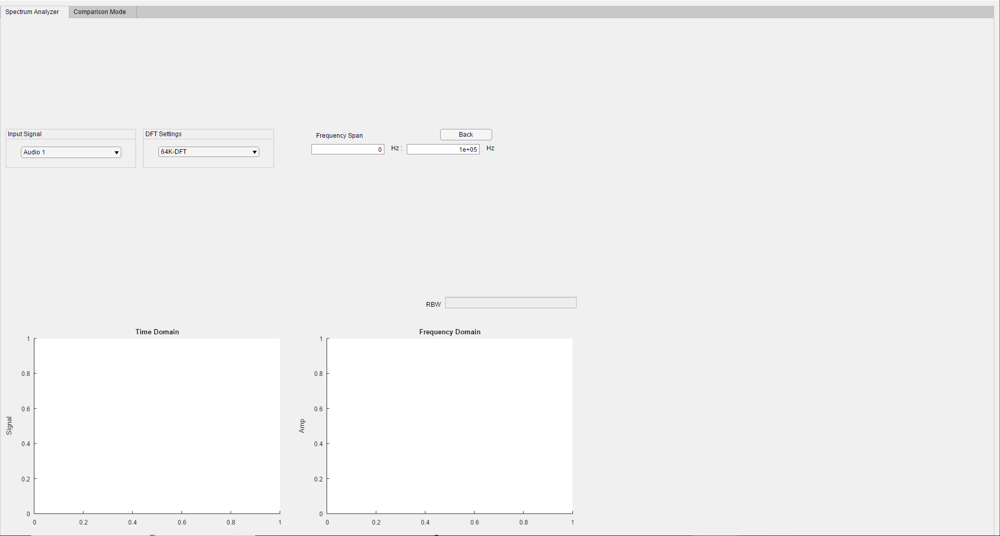 Spectrum Analyzer
Comparison Mode
Input Signal
Audio 1
DFT Settings
64K-DFT
Frequency Span
Back
0
Hz :
1e+05
Hz
RBW
Time Domain
1
0.8
0.6
0.4
0.2
0
Signal
0 0.2 0.4 0.6 0.8 1
Frequency Domain
1
0.8
0.6
0.4
0.2
0
Amp
0 0.2 0.4 0.6 0.8 1